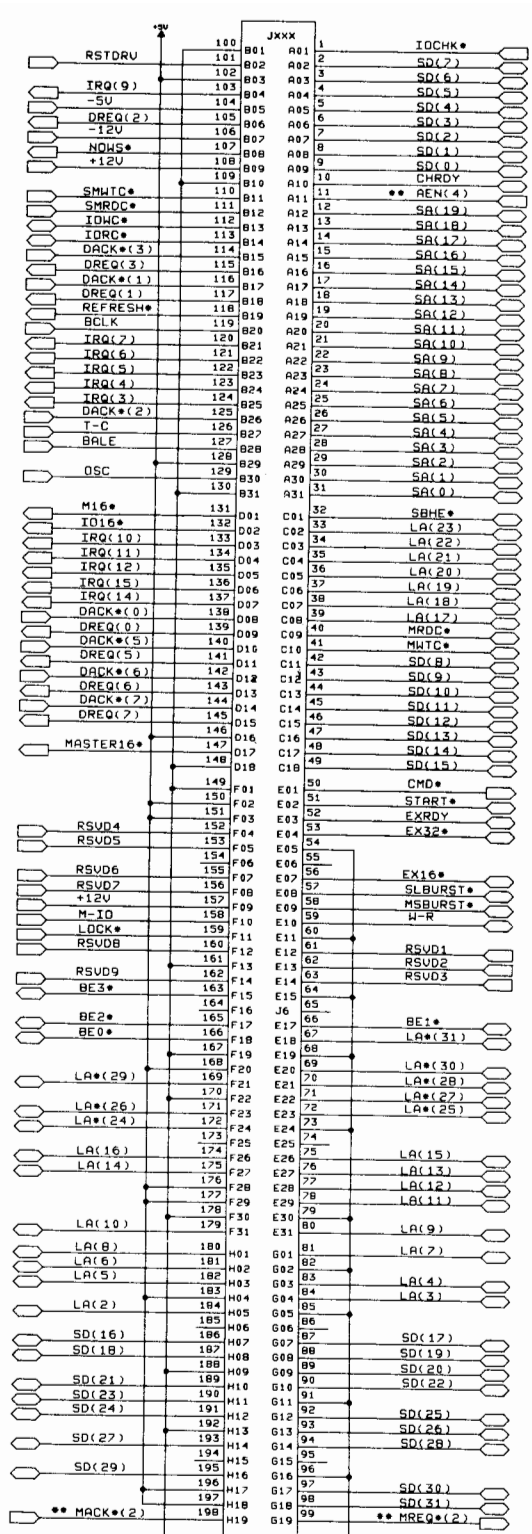 +5V
JXXX
100 B01 A01 1 IOCHK*
RSTDRV 101 B02 A02 2 SD(7)
102 B03 A03 3 SD(6)
IRQ(9) 103 B04 A04 4 SD(5)
-5V 104 B05 A05 5 SD(4)
DREQ(2) 105 B06 A06 6 SD(3)
-12V 106 B07 A07 7 SD(2)
NOWS* 107 B08 A08 8 SD(1)
+12V 108 B09 A09 9 SD(0)
109 B10 A10 10 CHRDY
SMWTC* 110 B11 A11 11 ** AEN(4)
SMRDC* 111 B12 A12 12 SA(19)
IOWC* 112 B13 A13 13 SA(18)
IORC* 113 B14 A14 14 SA(17)
DACK*(3) 114 B15 A15 15 SA(16)
DREQ(3) 115 B16 A16 16 SA(15)
DACK*(1) 116 B17 A17 17 SA(14)
DREQ(1) 117 B18 A18 18 SA(13)
REFRESH* 118 B19 A19 19 SA(12)
BCLK 119 B20 A20 20 SA(11)
IRQ(7) 120 B21 A21 21 SA(10)
IRQ(6) 121 B22 A22 22 SA(9)
IRQ(5) 122 B23 A23 23 SA(8)
IRQ(4) 123 B24 A24 24 SA(7)
IRQ(3) 124 B25 A25 25 SA(6)
DACK*(2) 125 B26 A26 26 SA(5)
T-C 126 B27 A27 27 SA(4)
BALE 127 B28 A28 28 SA(3)
128 B29 A29 29 SA(2)
OSC 129 B30 A30 30 SA(1)
130 B31 A31 31 SA(0)
M16* 131 D01 C01 32 SBHE*
IO16* 132 D02 C02 33 LA(23)
IRQ(10) 133 D03 C03 34 LA(22)
IRQ(11) 134 D04 C04 35 LA(21)
IRQ(12) 135 D05 C05 36 LA(20)
IRQ(15) 136 D06 C06 37 LA(19)
IRQ(14) 137 D07 C07 38 LA(18)
DACK*(0) 138 D08 C08 39 LA(17)
DREQ(0) 139 D09 C09 40 MRDC*
DACK*(5) 140 D10 C10 41 MWTC*
DREQ(5) 141 D11 C11 42 SD(8)
DACK*(6) 142 D12 C12 43 SD(9)
DREQ(6) 143 D13 C13 44 SD(10)
DACK*(7) 144 D14 C14 45 SD(11)
DREQ(7) 145 D15 C15 46 SD(12)
146 D16 C16 47 SD(13)
MASTER16* 147 D17 C17 48 SD(14)
148 D18 C18 49 SD(15)
149 F01 E01 50 CMD*
150 F02 E02 51 START*
151 F03 E03 52 EXRDY
RSVD4 152 F04 E04 53 EX32*
RSVD5 153 F05 E05 54
154 F06 E06 55
RSVD6 155 F07 E07 56 EX16*
RSVD7 156 F08 E08 57 SLBURST*
+12V 157 F09 E09 58 MSBURST*
M-IO 158 F10 E10 59 W-R
LOCK* 159 F11 E11 60
RSVD8 160 F12 E12 61 RSVD1
161 F13 E13 62 RSVD2
RSVD9 162 F14 E14 63 RSVD3
BE3* 163 F15 E15 64
164 F16 J6 65
BE2* 165 F17 E17 66 BE1*
BE0* 166 F18 E18 67 LA*(31)
167 F19 E19 68
168 F20 E20 69 LA*(30)
LA*(29) 169 F21 E21 70 LA*(28)
170 F22 E22 71 LA*(27)
LA*(26) 171 F23 E23 72 LA*(25)
LA*(24) 172 F24 E24 73
173 F25 E25 74
LA(16) 174 F26 E26 75 LA(15)
LA(14) 175 F27 E27 76 LA(13)
176 F28 E28 77 LA(12)
177 F29 E29 78 LA(11)
178 F30 E30 79
LA(10) 179 F31 E31 80 LA(9)
LA(8) 180 H01 G01 81 LA(7)
LA(6) 181 H02 G02 82
LA(5) 182 H03 G03 83 LA(4)
183 H04 G04 84 LA(3)
LA(2) 184 H05 G05 85
185 H06 G06 86
SD(16) 186 H07 G07 87 SD(17)
SD(18) 187 H08 G08 88 SD(19)
188 H09 G09 89 SD(20)
SD(21) 189 H10 G10 90 SD(22)
SD(23) 190 H11 G11 91
SD(24) 191 H12 G12 92 SD(25)
192 H13 G13 93 SD(26)
SD(27) 193 H14 G14 94 SD(28)
194 H15 G15 95
SD(29) 195 H16 G16 96
196 H17 G17 97 SD(30)
197 H18 G18 98 SD(31)
** MACK*(2) 198 H19 G19 99 ** MREQ*(2)